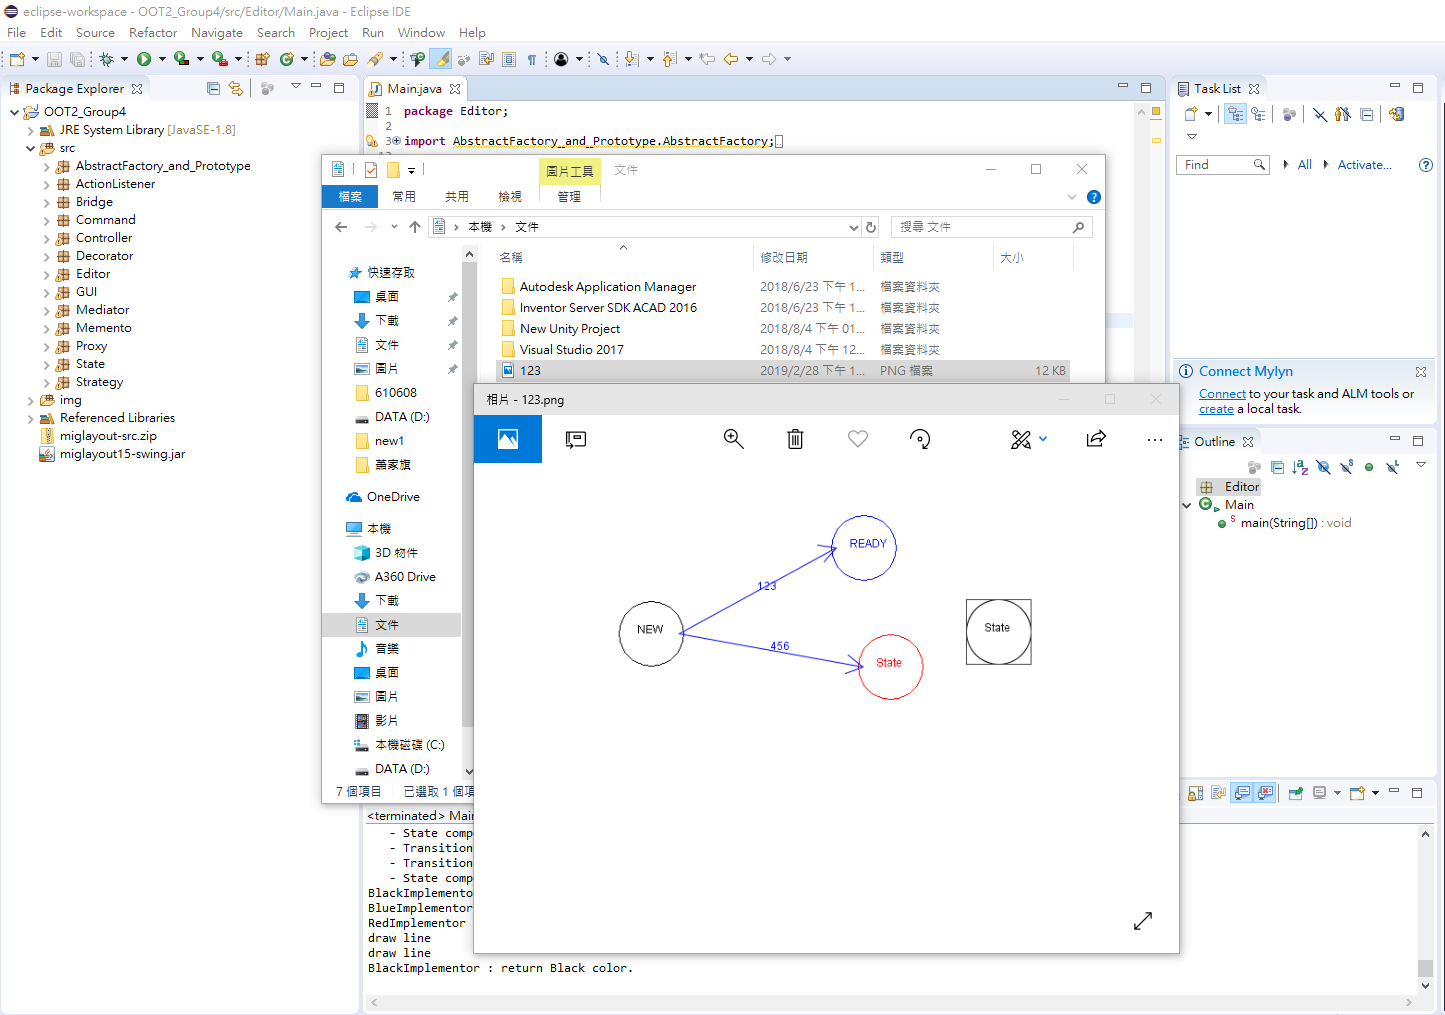 eclipse-workspace - OOT2_Group4/src/Editor/Main.java - Eclipse IDE
File Edit Source Refactor Navigate Search Project Run Window Help
Package Explorer
OOT2_Group4
JRE System Library [JavaSE-1.8]
src
AbstractFactory_and_Prototype
ActionListener
Bridge
Command
Controller
Decorator
Editor
GUI
Mediator
Memento
Proxy
State
Strategy
img
Referenced Libraries
miglayout-src.zip
miglayout15-swing.jar
Main.java
1 package Editor;
2
3 import AbstractFactory_and_Prototype.AbstractFactory;
圖片工具 文件
檔案 常用 共用 檢視 管理
本機 文件
搜尋 文件
名稱 修改日期 類型 大小
Autodesk Application Manager 2018/6/23 下午 1... 檔案資料夾
Inventor Server SDK ACAD 2016 2018/6/23 下午 1... 檔案資料夾
New Unity Project 2018/8/4 下午 01... 檔案資料夾
Visual Studio 2017 2018/8/4 下午 12... 檔案資料夾
123 2019/2/28 下午 1... PNG 檔案 12 KB
快速存取
桌面
下載
文件
圖片
610608
DATA (D:)
new1
蕭家旗
OneDrive
本機
3D 物件
A360 Drive
下載
文件
音樂
桌面
圖片
影片
本機磁碟 (C:)
DATA (D:)
7 個項目 已選取 1 個項
相片 - 123.png
READY
123
NEW
456
State
State
Task List
Find All Activate...
Connect Mylyn
Connect to your task and ALM tools or
create a local task.
Outline
Editor
Main
main(String[]) : void
<terminated> Mai
- State comp
- Transition
- Transition
- State comp
BlackImplemento
BlueImplementor
RedImplementor
draw line
draw line
BlackImplementor : return Black color.